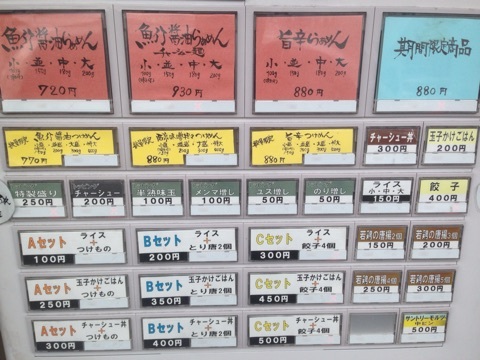 魚介醤油らぁめん
小・並・中・大
720円
魚介醤油らぁめん
チャーシュー麺
小・並・中・大
930円
旨辛らぁめん
小・並・中・大
880円
期間限定商品
880円
魚介醤油つけめん
770円
880円
旨辛つけめん
880円
チャーシュー丼
300円
玉子かけごはん
200円
特製盛り
250円
チャーシュー
200円
半熟味玉
100円
メンマ増し
100円
50円
のり増し
50円
ライス
小・中・大
150円
餃子
400円
Aセット
ライス
+
つけもの
100円
Bセット
ライス
+
とり唐2個
200円
Cセット
ライス
+
餃子4個
300円
若鶏の唐揚2個
150円
若鶏の唐揚3個
200円
Aセット
玉子かけごはん
+
つけもの
250円
Bセット
玉子かけごはん
+
とり唐2個
350円
Cセット
玉子かけごはん
+
餃子4個
450円
若鶏の唐揚4個
250円
若鶏の唐揚5個
300円
Aセット
チャーシュー丼
+
つけもの
300円
Bセット
チャーシュー丼
+
とり唐2個
400円
Cセット
チャーシュー丼
+
餃子4個
500円
サントリーモルツ
中ビン
500円